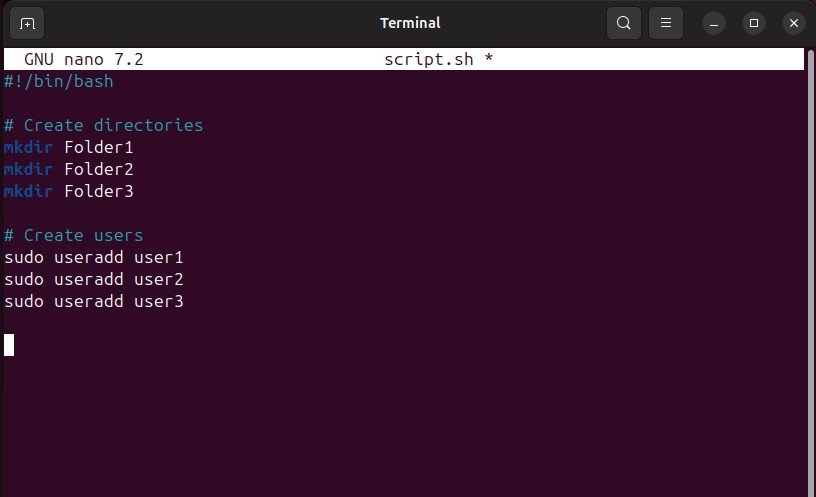 Terminal
GNU nano 7.2 script.sh *
#!/bin/bash
# Create directories
mkdir Folder1
mkdir Folder2
mkdir Folder3
# Create users
sudo useradd user1
sudo useradd user2
sudo useradd user3